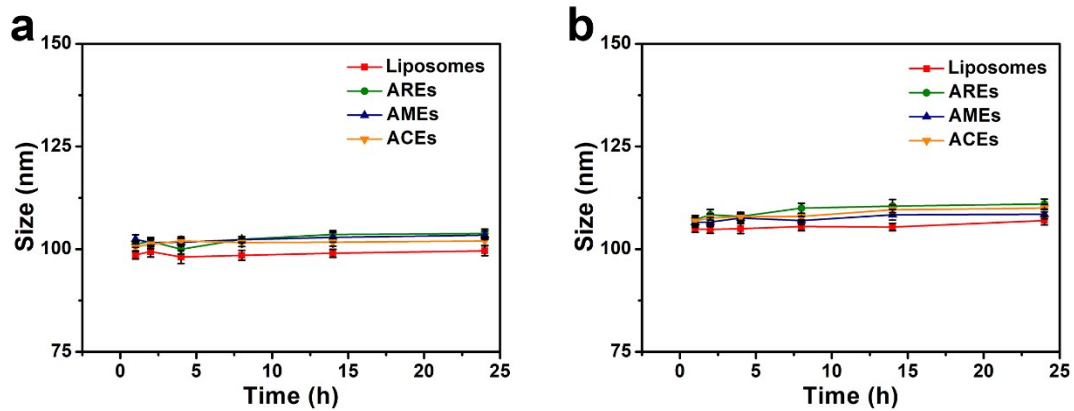 a
150
125
100
75
Size (nm)
Liposomes
AREs
AMEs
ACEs
0 5 10 15 20 25
Time (h)
b
150
125
100
75
Size (nm)
Liposomes
AREs
AMEs
ACEs
0 5 10 15 20 25
Time (h)